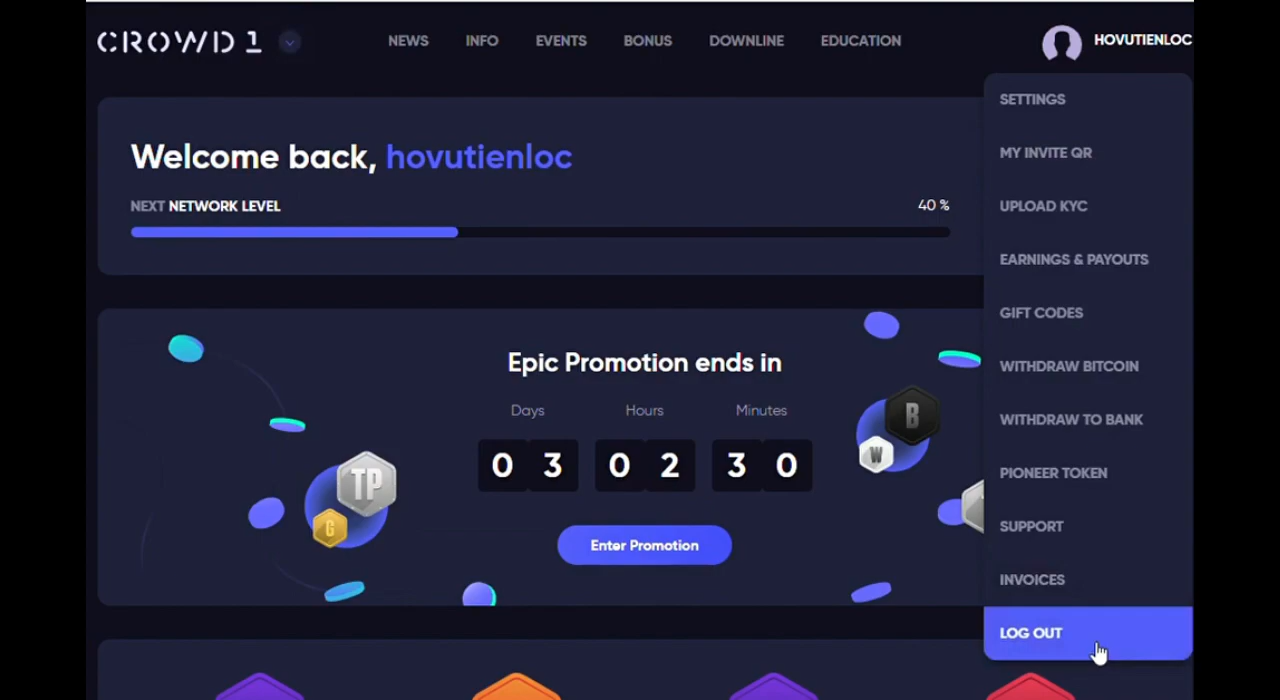 CROWD 1
NEWS INFO EVENTS BONUS DOWNLINE EDUCATION
HOVUTIENLOC
SETTINGS
MY INVITE QR
UPLOAD KYC
EARNINGS & PAYOUTS
GIFT CODES
WITHDRAW BITCOIN
WITHDRAW TO BANK
PIONEER TOKEN
SUPPORT
INVOICES
LOG OUT
Welcome back, hovutienloc
NEXT NETWORK LEVEL 40 %
Epic Promotion ends in
Days Hours Minutes
0 3 0 2 3 0
Enter Promotion
TP
G
B
W